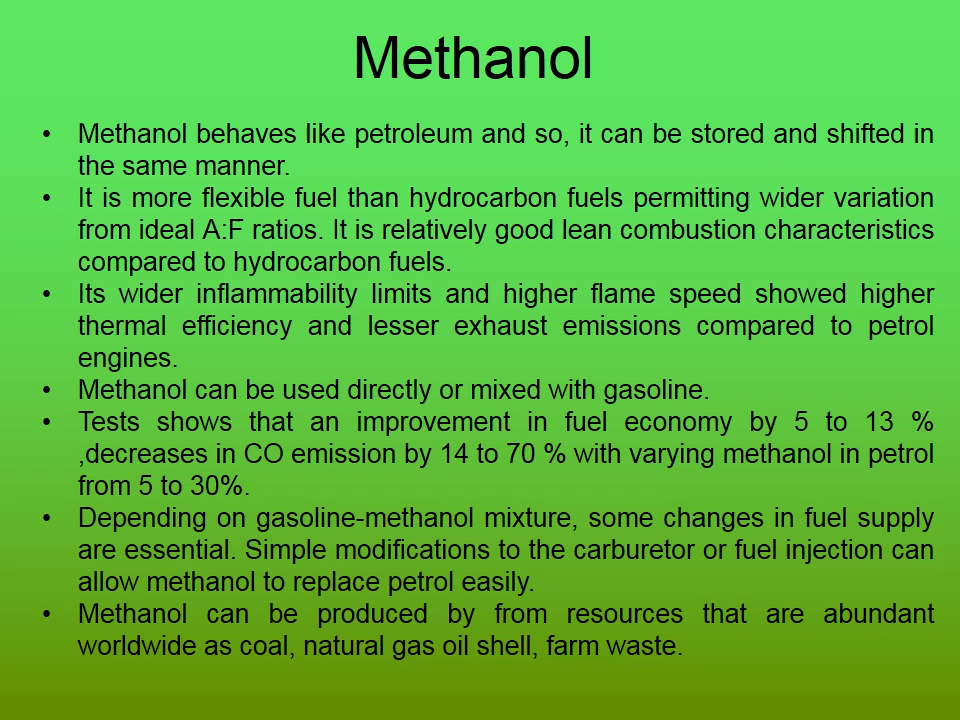 Methanol
• Methanol behaves like petroleum and so, it can be stored and shifted in
the same manner.
• It is more flexible fuel than hydrocarbon fuels permitting wider variation
from ideal A:F ratios. It is relatively good lean combustion characteristics
compared to hydrocarbon fuels.
• Its wider inflammability limits and higher flame speed showed higher
thermal efficiency and lesser exhaust emissions compared to petrol
engines.
• Methanol can be used directly or mixed with gasoline.
• Tests shows that an improvement in fuel economy by 5 to 13 %
,decreases in CO emission by 14 to 70 % with varying methanol in petrol
from 5 to 30%.
• Depending on gasoline-methanol mixture, some changes in fuel supply
are essential. Simple modifications to the carburetor or fuel injection can
allow methanol to replace petrol easily.
• Methanol can be produced by from resources that are abundant
worldwide as coal, natural gas oil shell, farm waste.